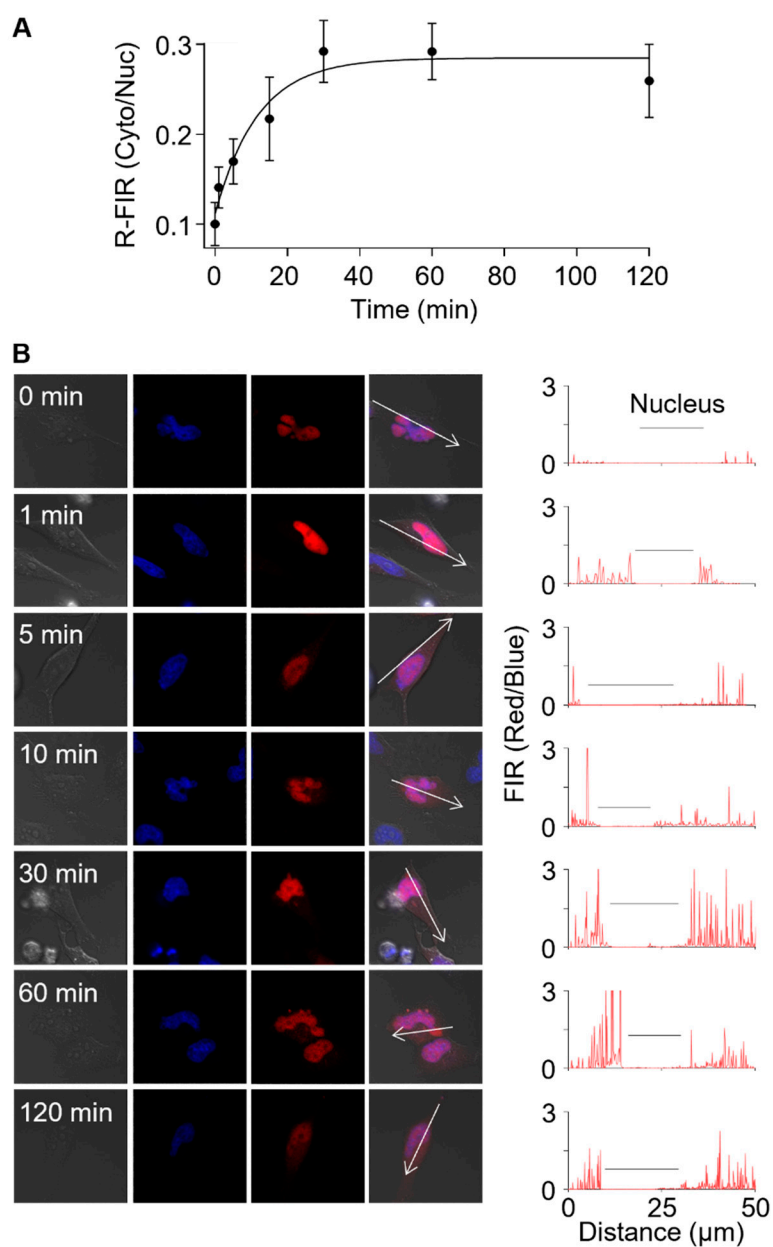 A
R-FIR (Cyto/Nuc)
0.3
0.2
0.1
0 20 40 60 80 100 120
Time (min)
B
0 min
1 min
5 min
10 min
30 min
60 min
120 min
FIR (Red/Blue)
3
Nucleus
0
3
0
3
0
3
0
3
0
3
0
3
0
0 25 50
Distance (µm)